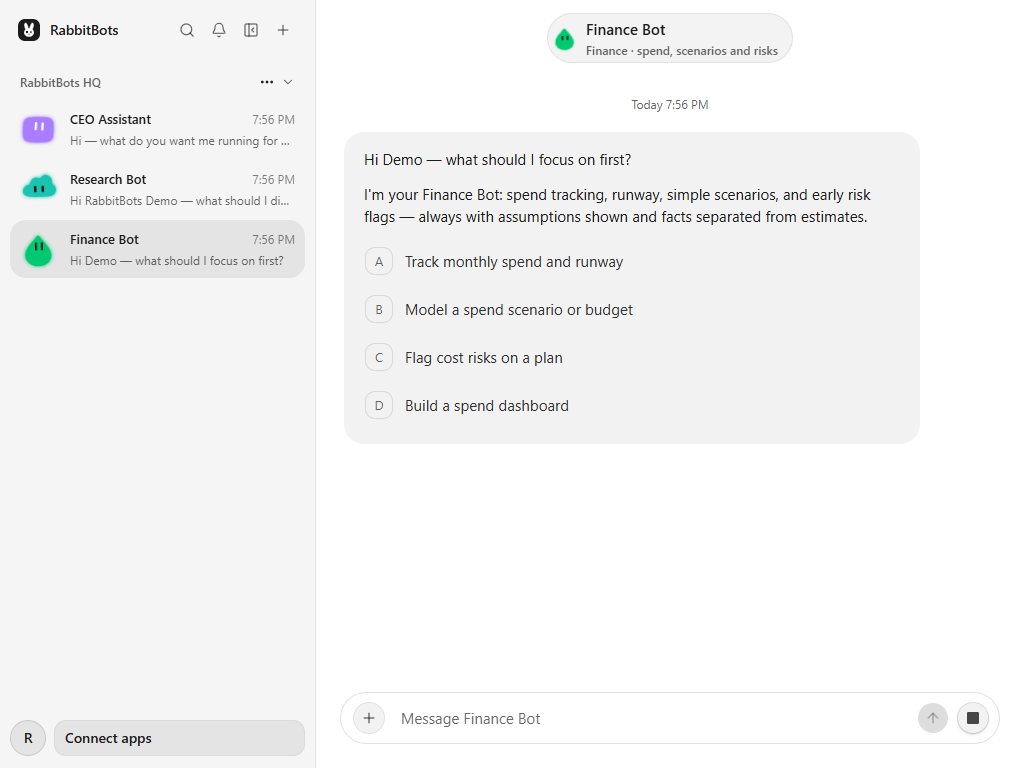 RabbitBots
RabbitBots HQ
CEO Assistant 7:56 PM
Hi — what do you want me running for ...
Research Bot 7:56 PM
Hi RabbitBots Demo — what should I di...
Finance Bot 7:56 PM
Hi Demo — what should I focus on first?
R
Connect apps
Finance Bot
Finance · spend, scenarios and risks
Today 7:56 PM
Hi Demo — what should I focus on first?
I'm your Finance Bot: spend tracking, runway, simple scenarios, and early risk
flags — always with assumptions shown and facts separated from estimates.
A Track monthly spend and runway
B Model a spend scenario or budget
C Flag cost risks on a plan
D Build a spend dashboard
Message Finance Bot